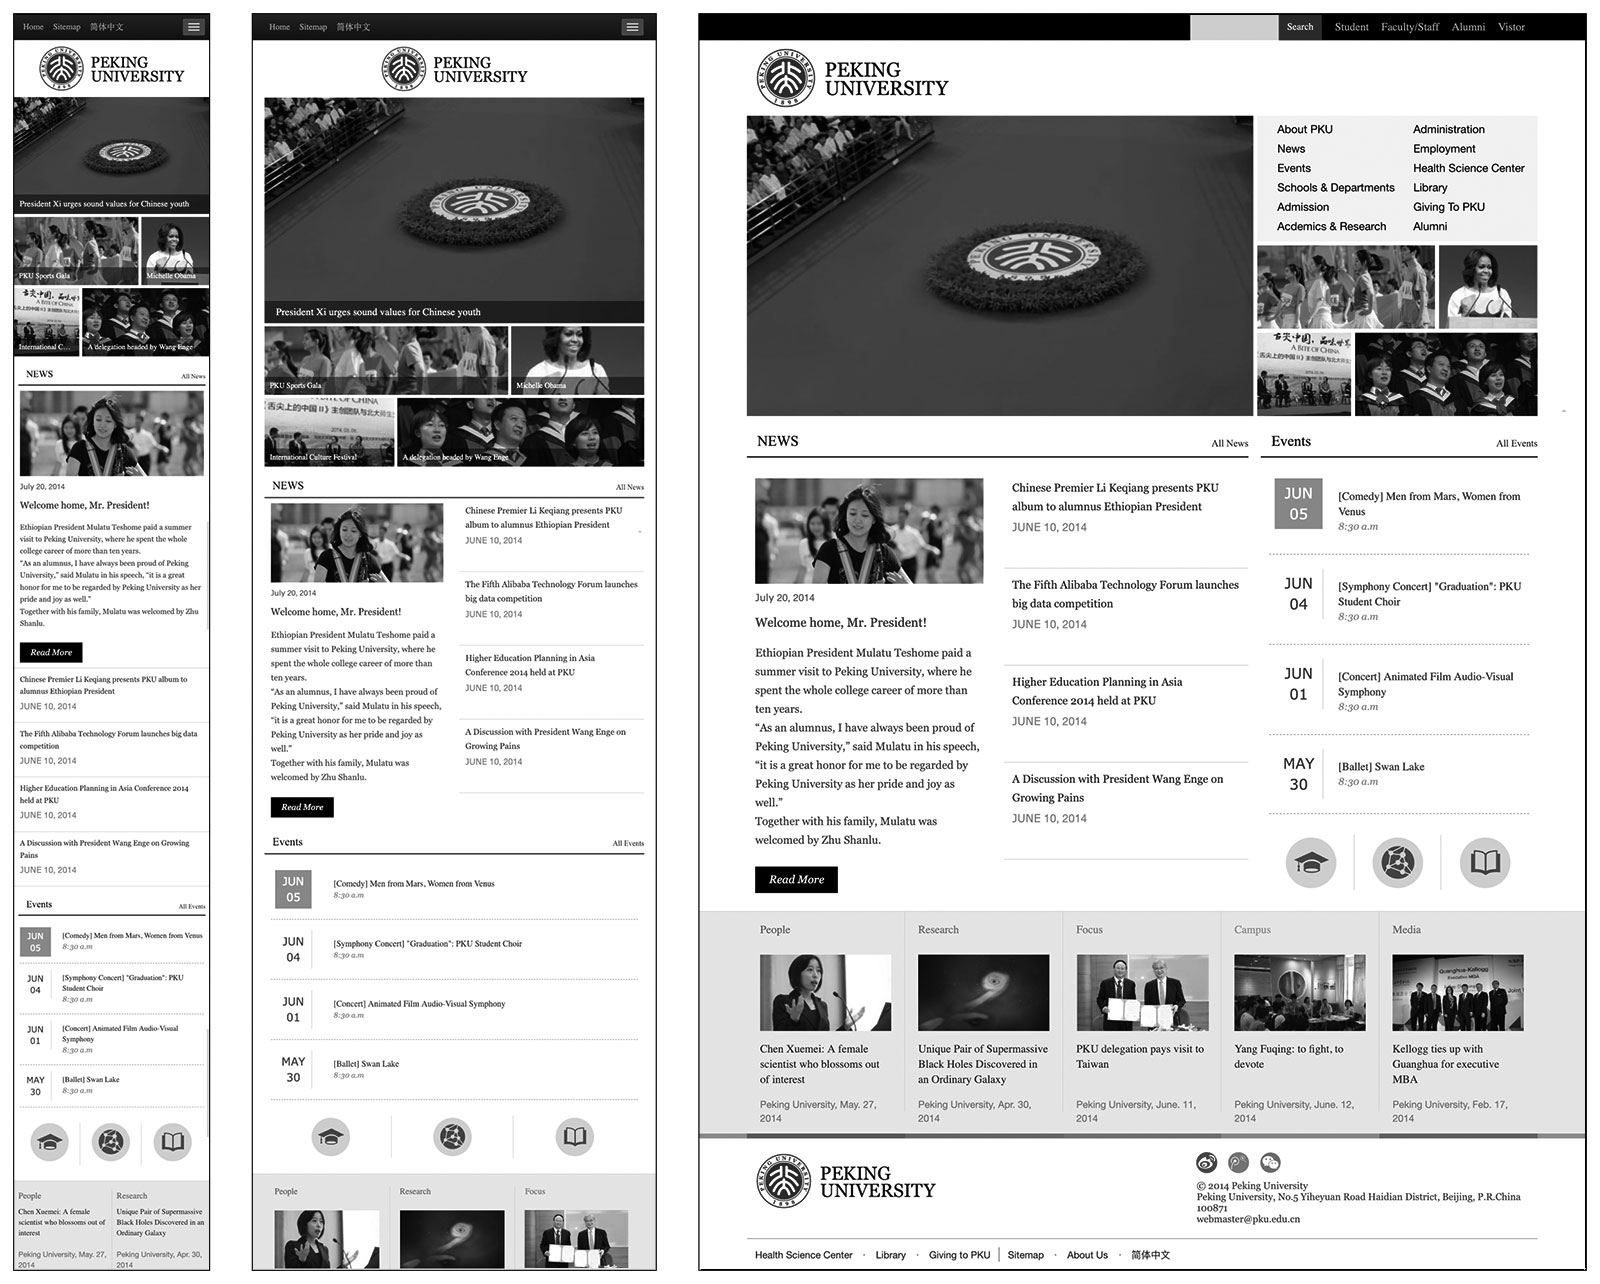 Home Sitemap 简体中文
PEKING
UNIVERSITY
President Xi urges sound values for Chinese youth
PKU Sports Gala
Michelle Obama
International C...
A delegation headed by Wang Enge
NEWS
All News
July 20, 2014
Welcome home, Mr. President!
Ethiopian President Mulatu Teshome paid a summer
visit to Peking University, where he spent the whole
college career of more than ten years.
“As an alumnus, I have always been proud of Peking
University,” said Mulatu in his speech, “it is a great
honor for me to be regarded by Peking University as her
pride and joy as well.”
Together with his family, Mulatu was welcomed by Zhu
Shanlu.
Read More
Chinese Premier Li Keqiang presents PKU album to
alumnus Ethiopian President
JUNE 10, 2014
The Fifth Alibaba Technology Forum launches big data
competition
JUNE 10, 2014
Higher Education Planning in Asia Conference 2014
held at PKU
JUNE 10, 2014
A Discussion with President Wang Enge on Growing
Pains
JUNE 10, 2014
Events
All Events
JUN
05
[Comedy] Men from Mars, Women from Venus
8:30 a.m
JUN
04
[Symphony Concert] "Graduation": PKU
Student Choir
8:30 a.m
JUN
01
[Concert] Animated Film Audio-Visual
Symphony
8:30 a.m
MAY
30
[Ballet] Swan Lake
8:30 a.m
People
Chen Xuemei: A female
scientist who blossoms out of
interest
Peking University, May. 27,
2014
Research
Unique Pair of Supermassive
Black Holes Discovered in an
Ordinary Galaxy
Peking University, Apr. 30,
2014
Home Sitemap 简体中文
PEKING
UNIVERSITY
PEKING UNIVERSITY
President Xi urges sound values for Chinese youth
PKU Sports Gala
Michelle Obama
舌尖上的中国 II》主创团队与北大师生
International Culture Festival
A delegation headed by Wang Enge
NEWS
All News
July 20, 2014
Welcome home, Mr. President!
Ethiopian President Mulatu Teshome paid a
summer visit to Peking University, where he
spent the whole college career of more than
ten years.
“As an alumnus, I have always been proud of
Peking University,” said Mulatu in his speech,
“it is a great honor for me to be regarded by
Peking University as her pride and joy as
well.”
Together with his family, Mulatu was
welcomed by Zhu Shanlu.
Read More
Chinese Premier Li Keqiang presents PKU
album to alumnus Ethiopian President
JUNE 10, 2014
The Fifth Alibaba Technology Forum launches
big data competition
JUNE 10, 2014
Higher Education Planning in Asia
Conference 2014 held at PKU
JUNE 10, 2014
A Discussion with President Wang Enge on
Growing Pains
JUNE 10, 2014
Events
All Events
JUN
05
[Comedy] Men from Mars, Women from Venus
8:30 a.m
JUN
04
[Symphony Concert] "Graduation": PKU Student Choir
8:30 a.m
JUN
01
[Concert] Animated Film Audio-Visual Symphony
8:30 a.m
MAY
30
[Ballet] Swan Lake
8:30 a.m
People
Research
Focus
Search
Student Faculty/Staff Alumni Vistor
PEKING UNIVERSITY
1898
PEKING
UNIVERSITY
PEKING UNIVERSITY
About PKU
News
Events
Schools & Departments
Admission
Acdemics & Research
Administration
Employment
Health Science Center
Library
Giving To PKU
Alumni
A BITE OF CHINA
NEWS
All News
July 20, 2014
Welcome home, Mr. President!
Ethiopian President Mulatu Teshome paid a
summer visit to Peking University, where he
spent the whole college career of more than
ten years.
“As an alumnus, I have always been proud of
Peking University,” said Mulatu in his speech,
“it is a great honor for me to be regarded by
Peking University as her pride and joy as
well.”
Together with his family, Mulatu was
welcomed by Zhu Shanlu.
Read More
Chinese Premier Li Keqiang presents PKU
album to alumnus Ethiopian President
JUNE 10, 2014
The Fifth Alibaba Technology Forum launches
big data competition
JUNE 10, 2014
Higher Education Planning in Asia
Conference 2014 held at PKU
JUNE 10, 2014
A Discussion with President Wang Enge on
Growing Pains
JUNE 10, 2014
Events
All Events
JUN
05
[Comedy] Men from Mars, Women from
Venus
8:30 a.m
JUN
04
[Symphony Concert] "Graduation": PKU
Student Choir
8:30 a.m
JUN
01
[Concert] Animated Film Audio-Visual
Symphony
8:30 a.m
MAY
30
[Ballet] Swan Lake
8:30 a.m
People
Chen Xuemei: A female
scientist who blossoms out
of interest
Peking University, May. 27,
2014
Research
Unique Pair of Supermassive
Black Holes Discovered in
an Ordinary Galaxy
Peking University, Apr. 30,
2014
Focus
PKU delegation pays visit to
Taiwan
Peking University, June. 11,
2014
Campus
Yang Fuqing: to fight, to
devote
Peking University, June. 12,
2014
Media
Guanghua-Kellogg
Kellogg ties up with
Guanghua for executive
MBA
Peking University, Feb. 17,
2014
PEKING UNIVERSITY
1898
PEKING
UNIVERSITY
© 2014 Peking University
Peking University, No.5 Yiheyuan Road Haidian District, Beijing, P.R.China
100871
webmaster@pku.edu.cn
Health Science Center · Library · Giving to PKU | Sitemap · About Us · 简体中文